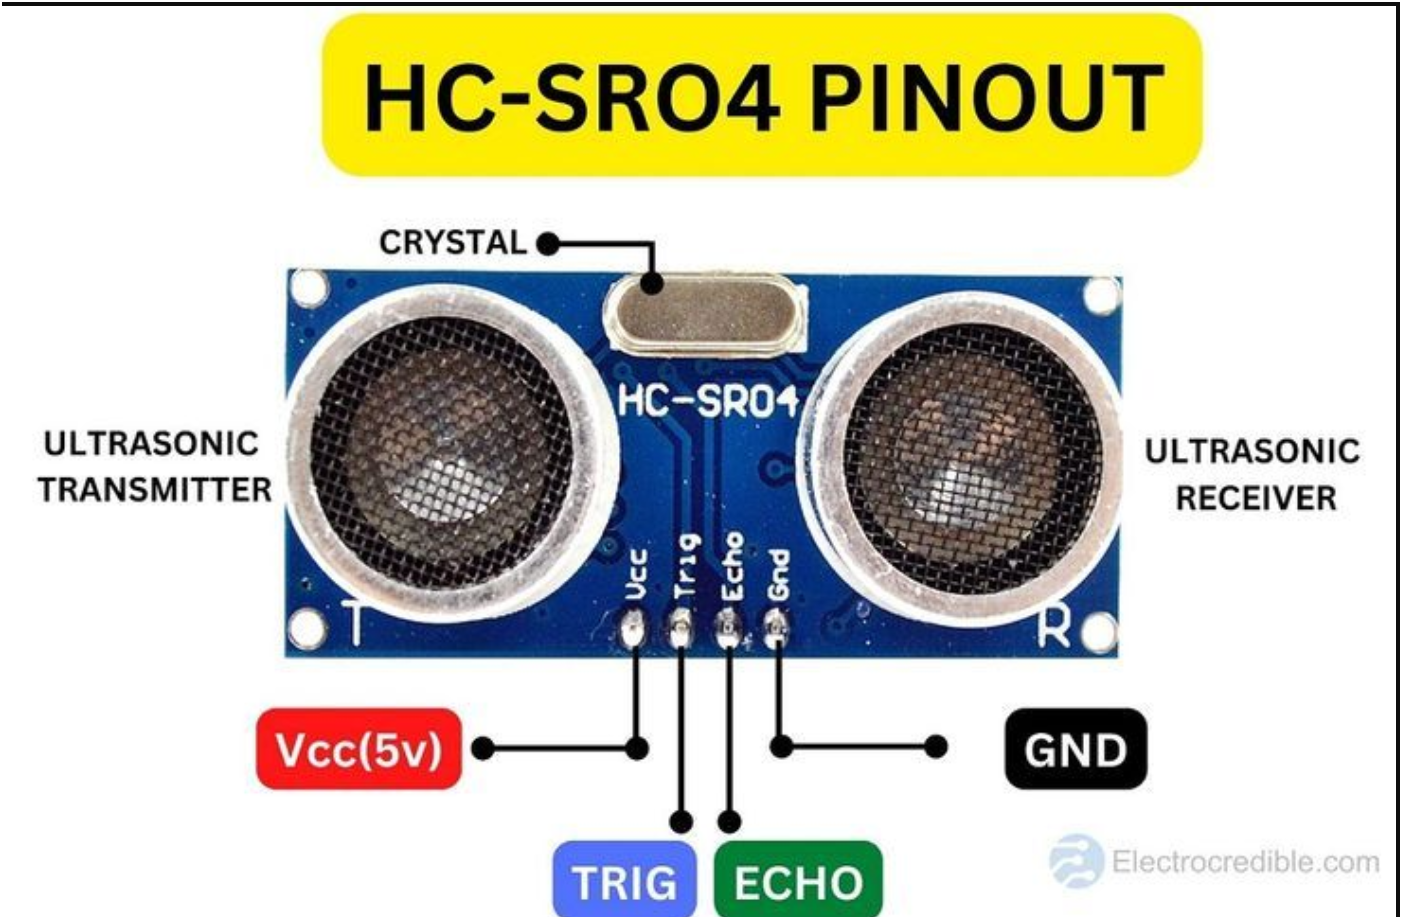 HC-SR04 PINOUT
CRYSTAL
HC-SR04
ULTRASONIC
TRANSMITTER
ULTRASONIC
RECEIVER
Vcc
Trig
Echo
Gnd
T
R
Vcc(5v)
GND
TRIG
ECHO
Electrocredible.com